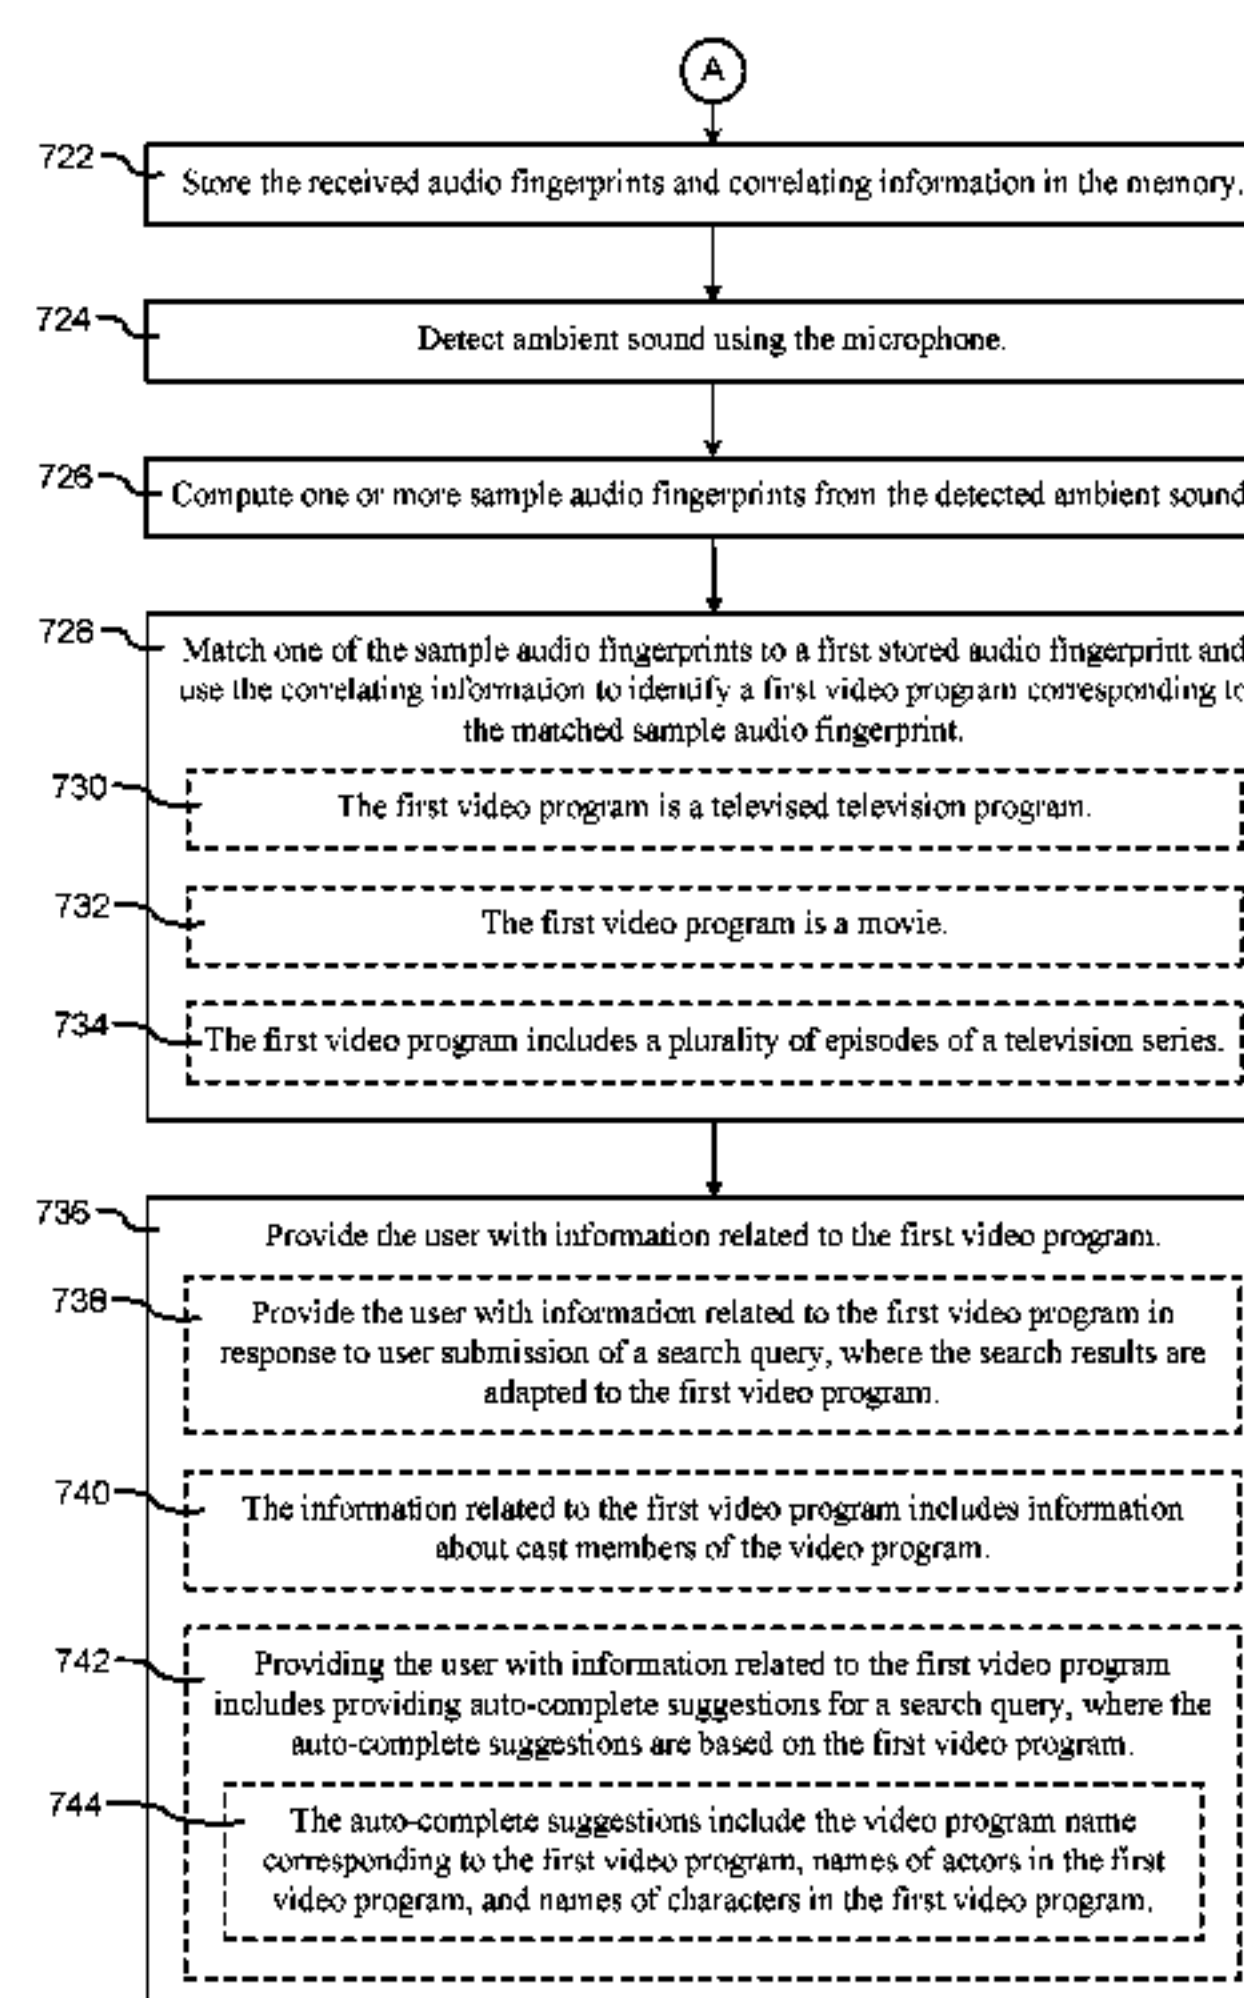 A
722
Store the received audio fingerprints and correlating information in the memory.
724
Detect ambient sound using the microphone.
726
Compute one or more sample audio fingerprints from the detected ambient sound
728
Match one of the sample audio fingerprints to a first stored audio fingerprint and
use the correlating information to identify a first video program corresponding to
the matched sample audio fingerprint.
730
The first video program is a televised television program.
732
The first video program is a movie.
734
The first video program includes a plurality of episodes of a television series.
736
Provide the user with information related to the first video program.
738
Provide the user with information related to the first video program in
response to user submission of a search query, where the search results are
adapted to the first video program.
740
The information related to the first video program includes information
about cast members of the video program.
742
Providing the user with information related to the first video program
includes providing auto-complete suggestions for a search query, where the
auto-complete suggestions are based on the first video program.
744
The auto-complete suggestions include the video program name
corresponding to the first video program, names of actors in the first
video program, and names of characters in the first video program.